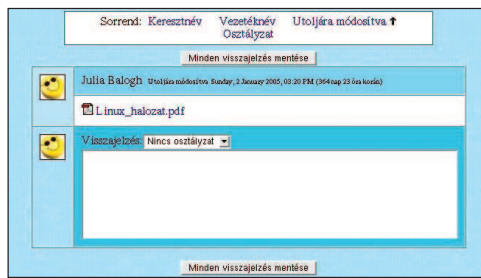 Sorrend: Keresztnév Vezetéknév Utoljára módosítva ↑
Osztályzat
Minden visszajelzés mentése
Julia Balogh Utoljára módosítva Sunday, 2 January 2005, 03:20 PM (364 nap 23 óra korán)
Linux_halozat.pdf
Visszajelzés: Nincs osztályzat
Minden visszajelzés mentése